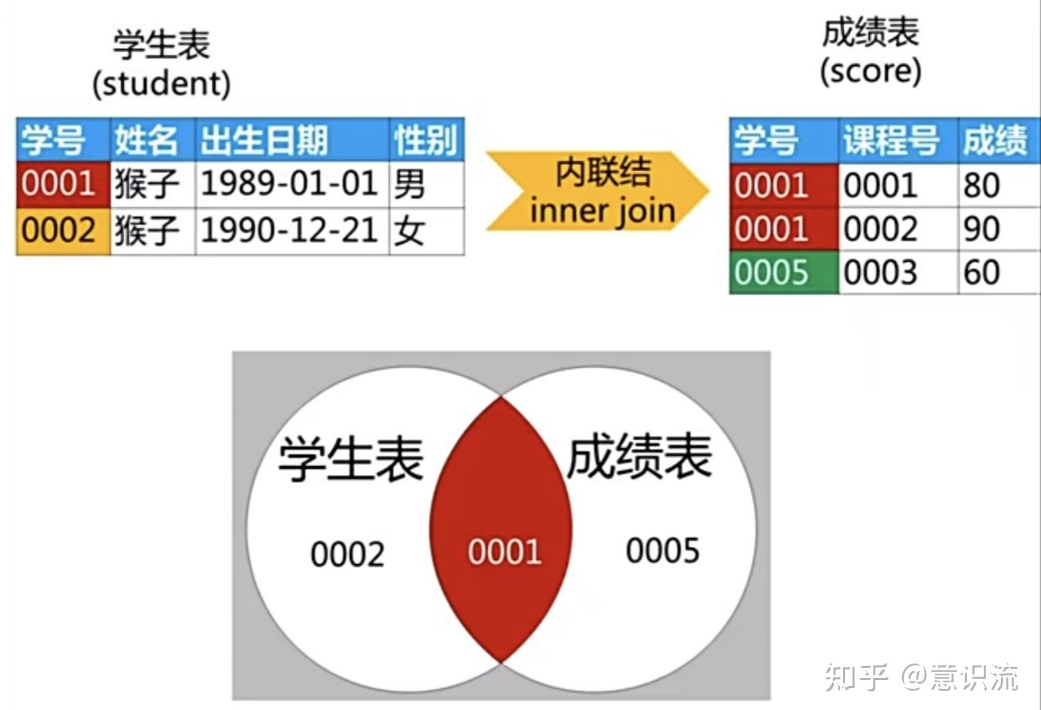 学生表
(student)
学号 姓名 出生日期 性别
0001 猴子 1989-01-01 男
0002 猴子 1990-12-21 女
内联结
inner join
成绩表
(score)
学号 课程号 成绩
0001 0001 80
0001 0002 90
0005 0003 60
学生表
0002
0001
成绩表
0005
知乎 @意识流